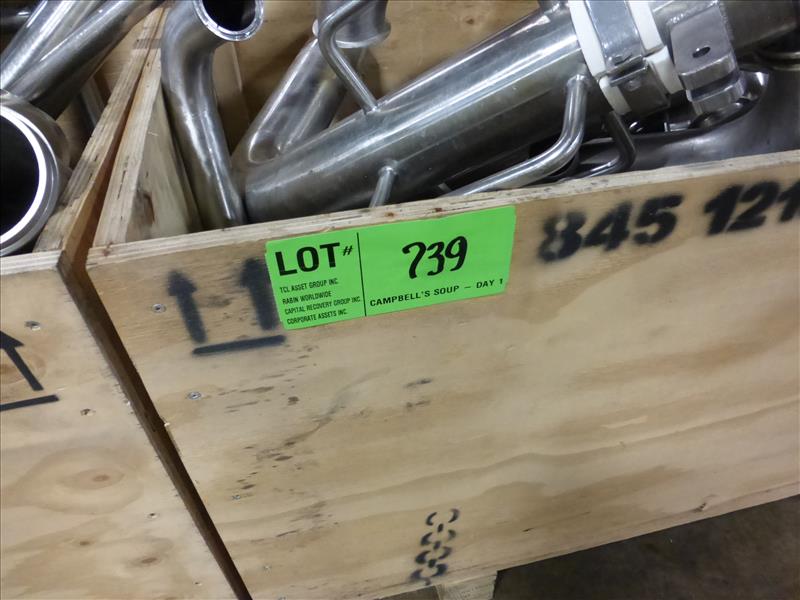 845 121
LOT# 739
TCL ASSET GROUP INC.
RABIN WORLDWIDE
CAPITAL RECOVERY GROUP INC.
CORPORATE ASSETS INC.
CAMPBELL'S SOUP – DAY 1